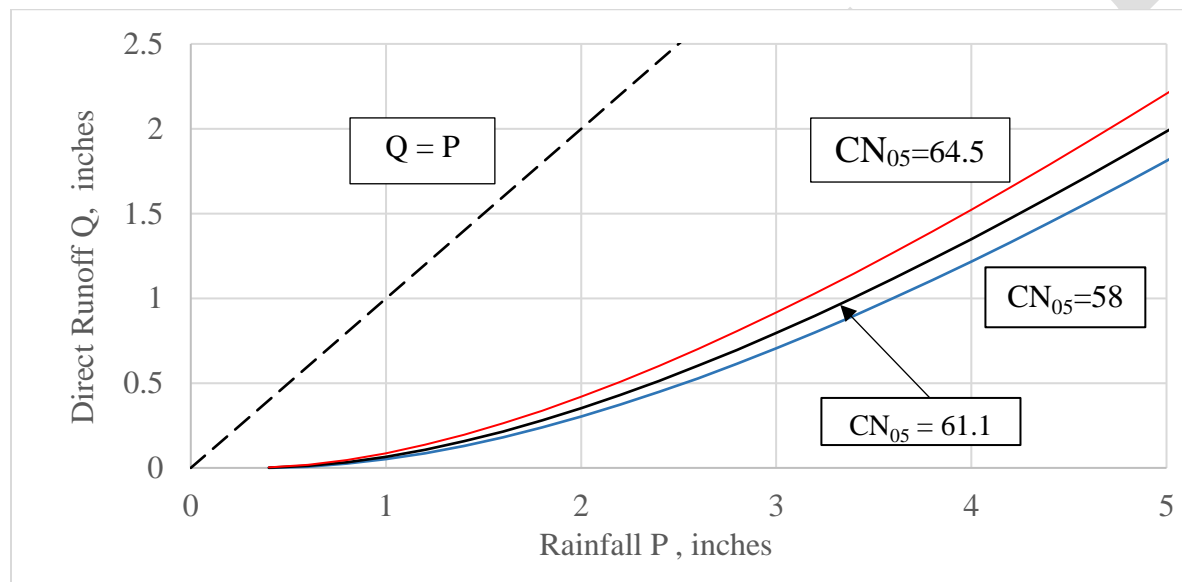 2.5
2
1.5
1
0.5
0
Direct Runoff Q, inches
Q = P
CN₀₅=64.5
CN₀₅=58
CN₀₅ = 61.1
0 1 2 3 4 5
Rainfall P , inches